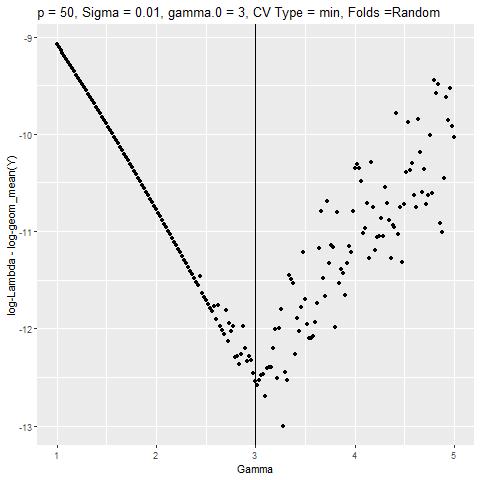 p = 50, Sigma = 0.01, gamma.0 = 3, CV Type = min, Folds =Random
log-Lambda - log-geom_mean(Y)
-9
-10
-11
-12
-13
1 2 3 4 5
Gamma